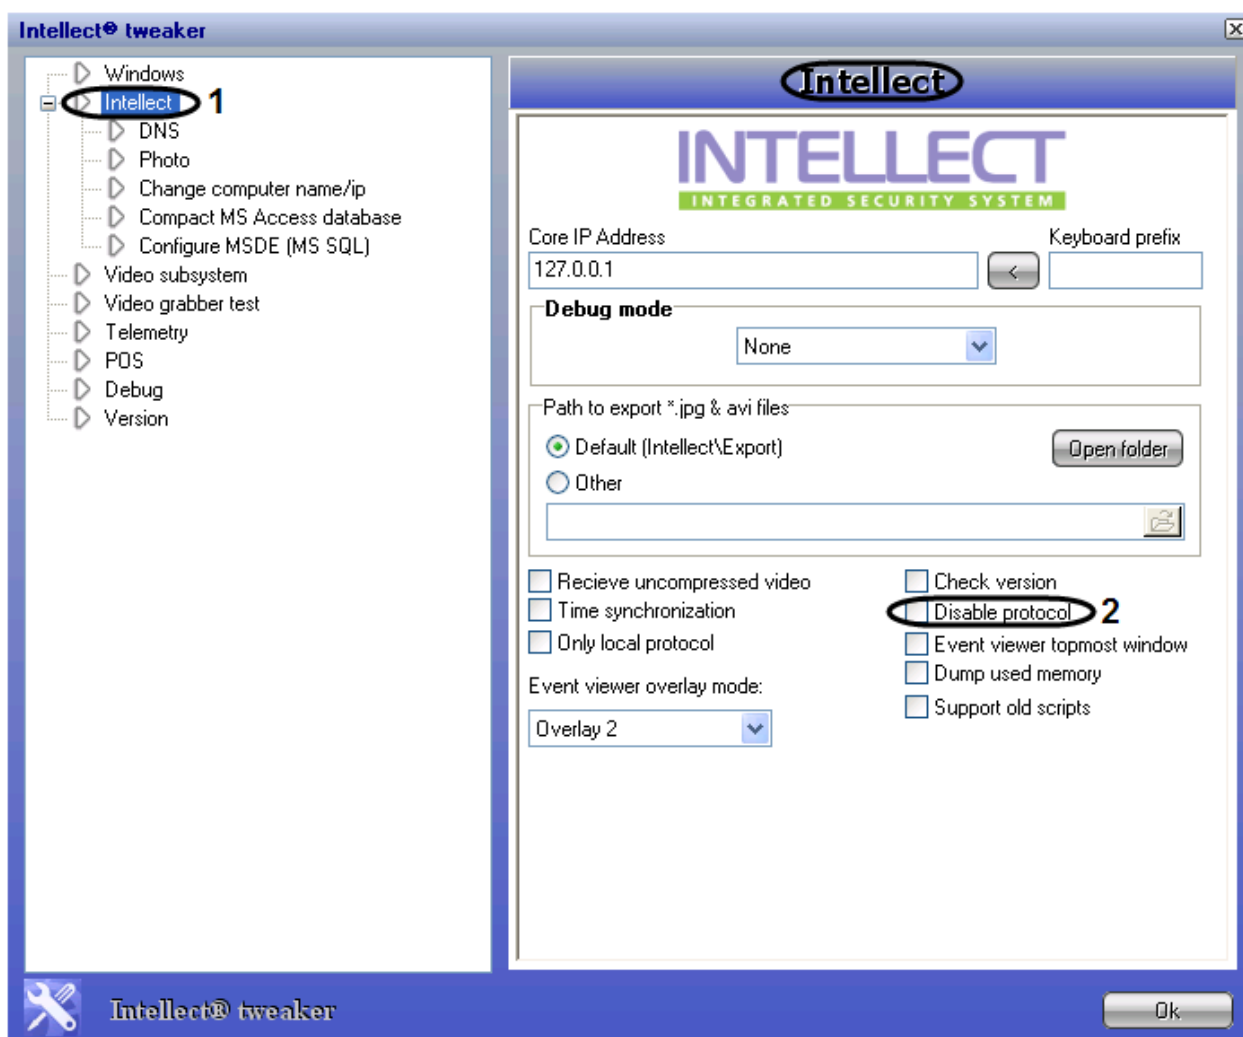 Intellect® tweaker
Windows
Intellect 1
DNS
Photo
Change computer name/ip
Compact MS Access database
Configure MSDE (MS SQL)
Video subsystem
Video grabber test
Telemetry
POS
Debug
Version
Intellect
INTELLECT
INTEGRATED SECURITY SYSTEM
Core IP Address
Keyboard prefix
127.0.0.1
<
Debug mode
None
Path to export *.jpg & avi files
Default (Intellect\Export)
Open folder
Other
Recieve uncompressed video
Check version
Time synchronization
Disable protocol 2
Only local protocol
Event viewer topmost window
Dump used memory
Event viewer overlay mode:
Support old scripts
Overlay 2
Intellect® tweaker
Ok